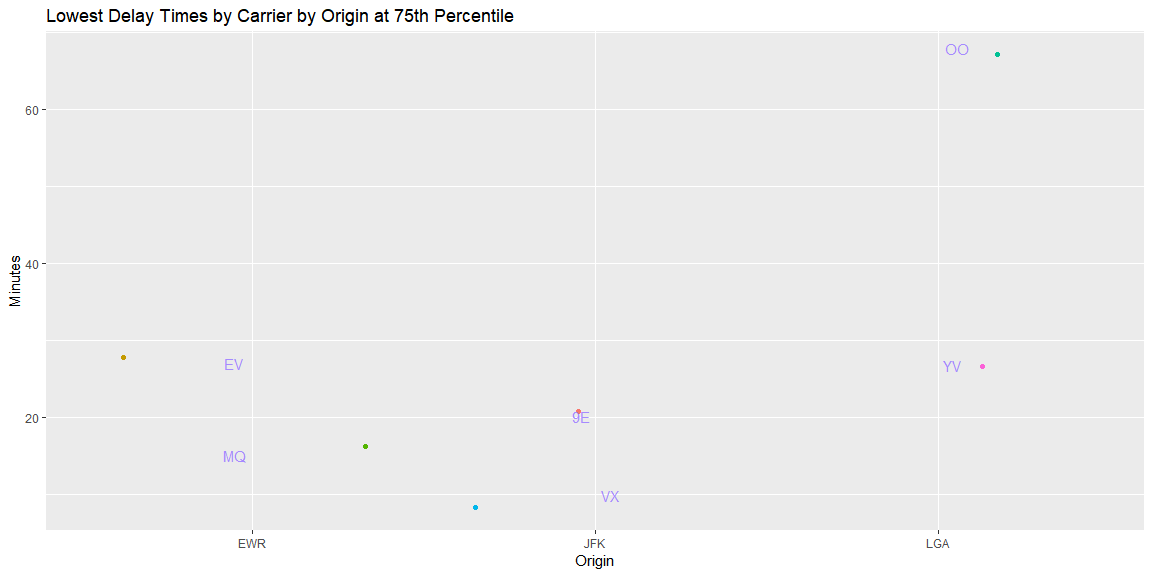 Lowest Delay Times by Carrier by Origin at 75th Percentile
OO
60
Minutes
40
EV
YV
20
9E
MQ
VX
EWR
JFK
LGA
Origin